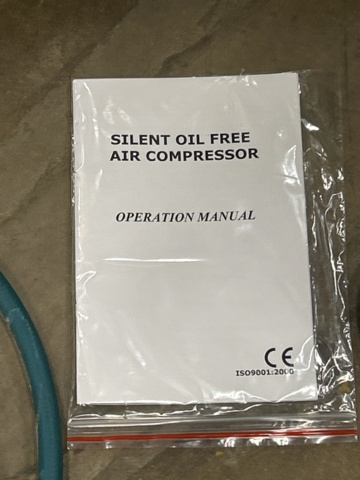 SILENT OIL FREE
AIR COMPRESSOR
OPERATION MANUAL
CE
ISO9001:2000